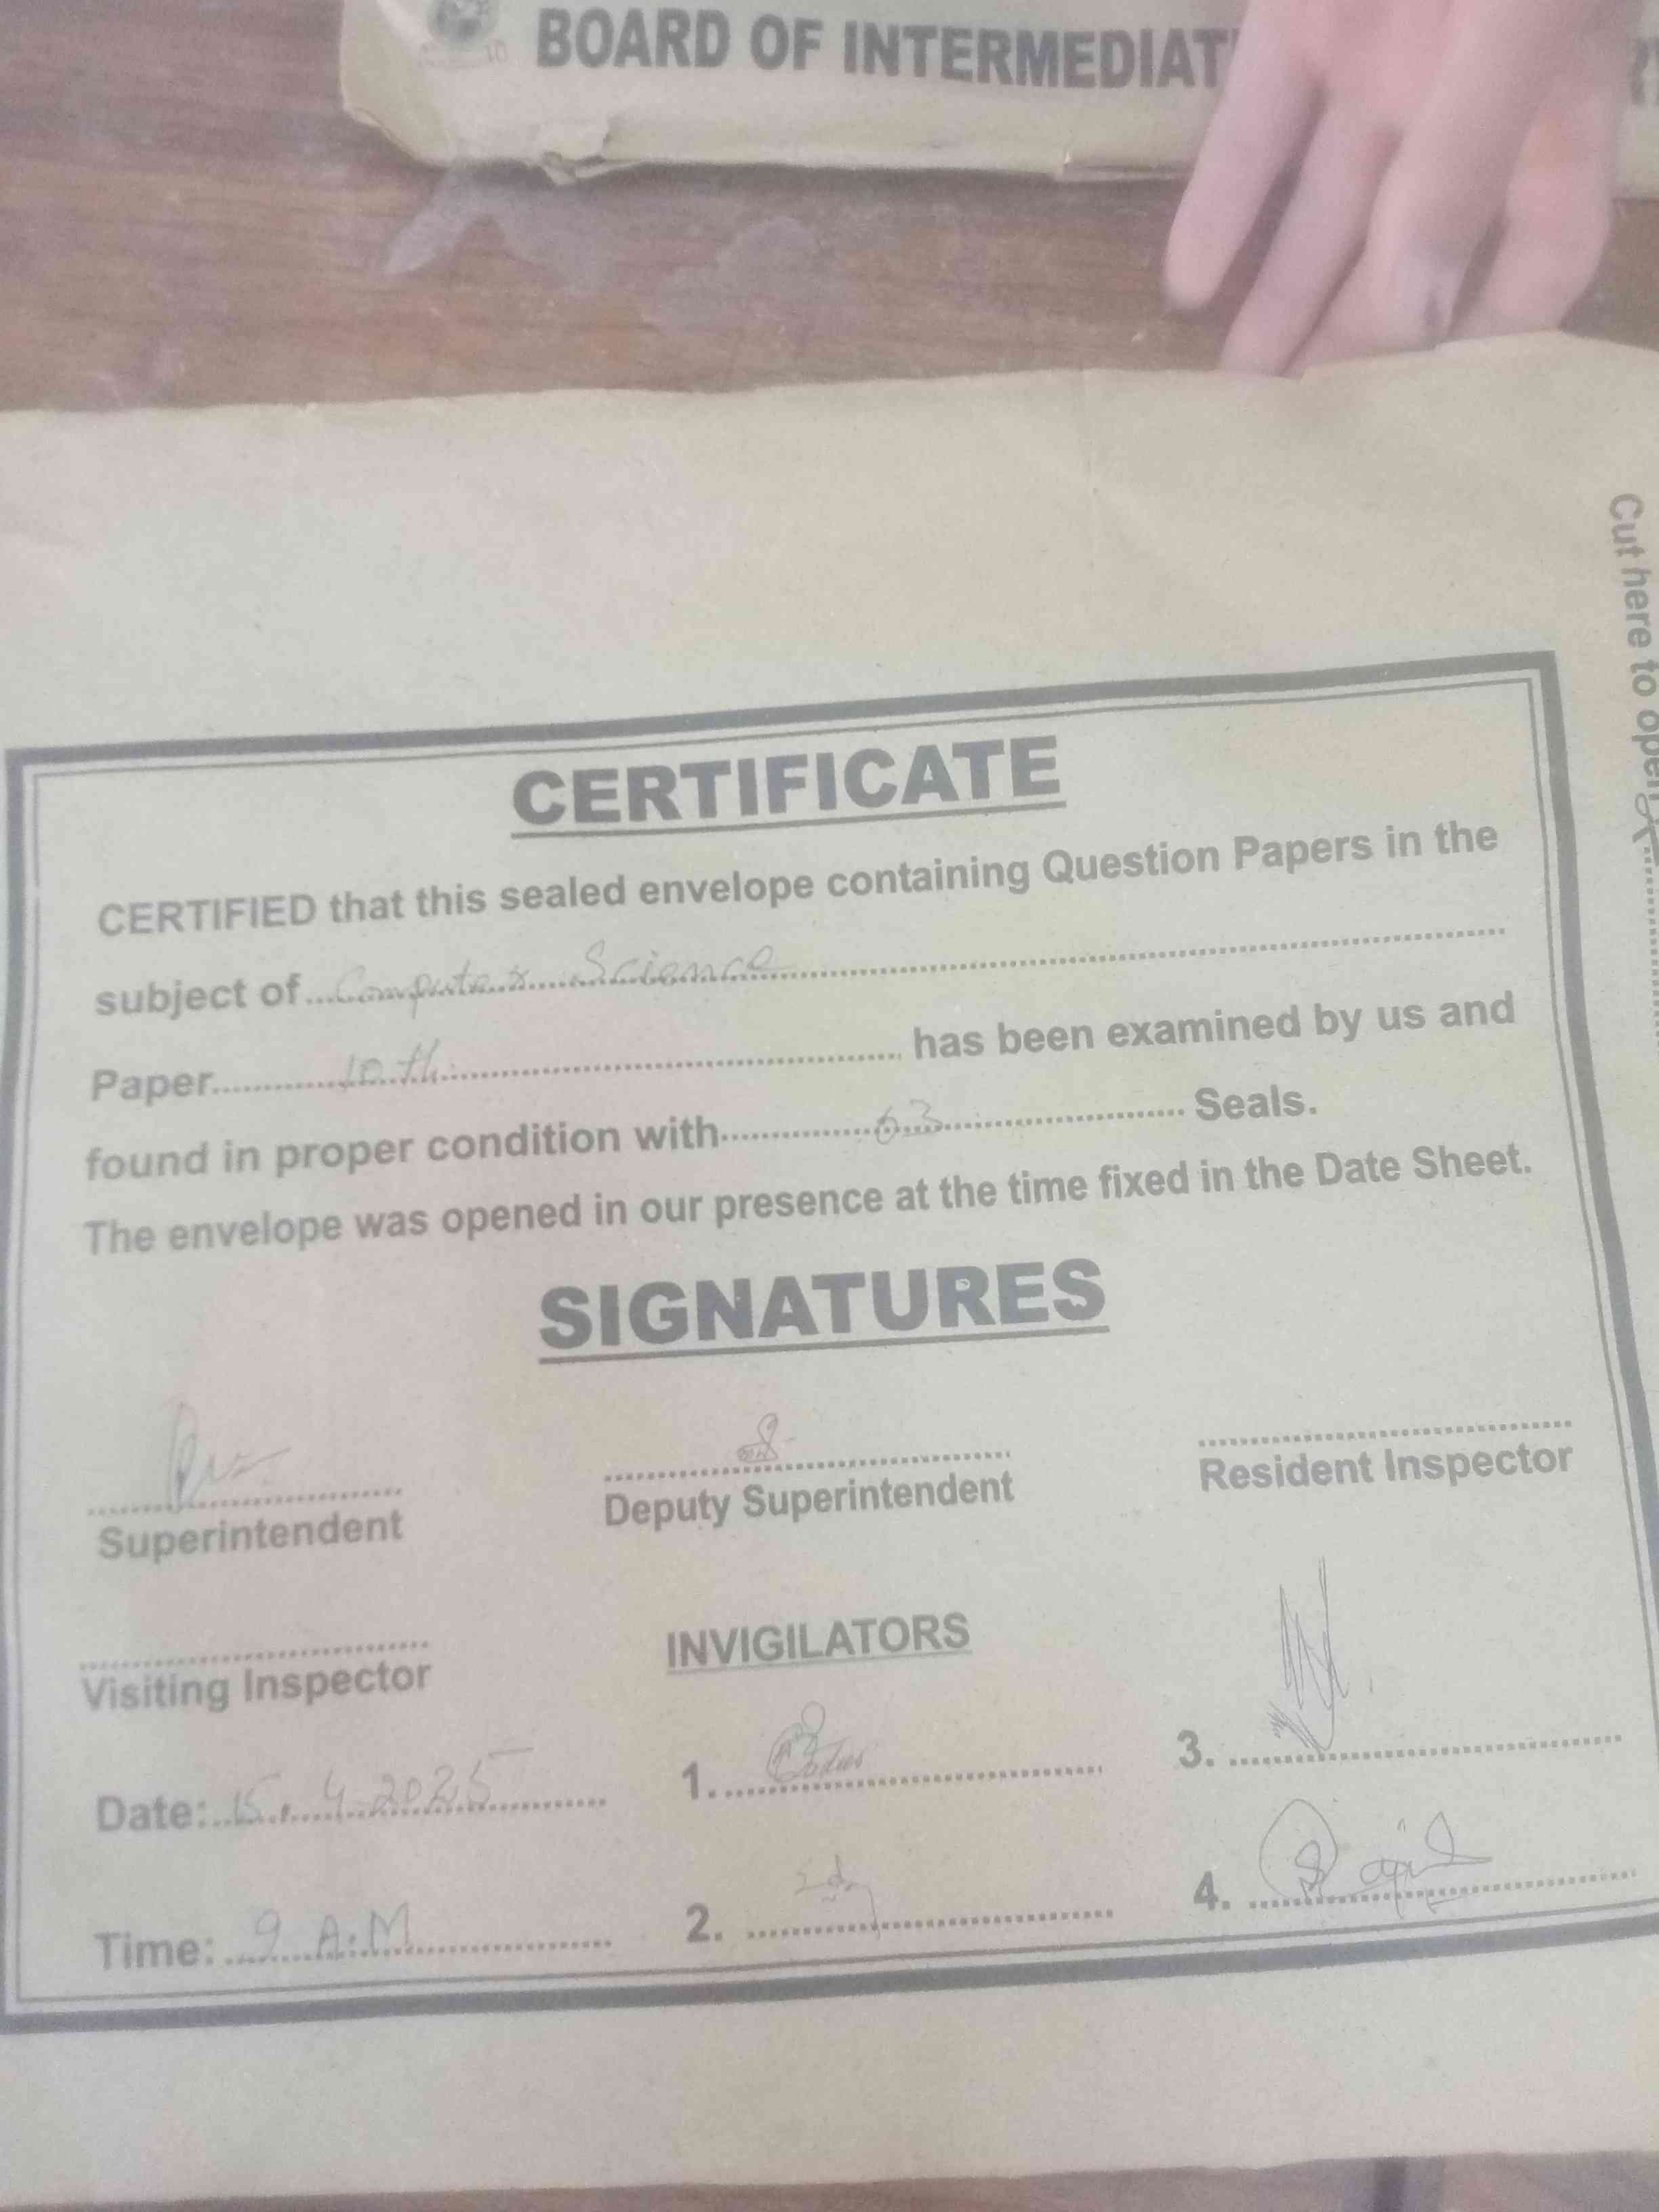 BOARD OF INTERMEDIAT
Cut here to open
CERTIFICATE
CERTIFIED that this sealed envelope containing Question Papers in the
subject of Computer Science
Paper 10th has been examined by us and
found in proper condition with 03 Seals.
The envelope was opened in our presence at the time fixed in the Date Sheet.
SIGNATURES
Superintendent
Deputy Superintendent
Resident Inspector
Visiting Inspector
INVIGILATORS
Date: 15.4.2025
1.
3.
Time: 9 A.M
2.
4.